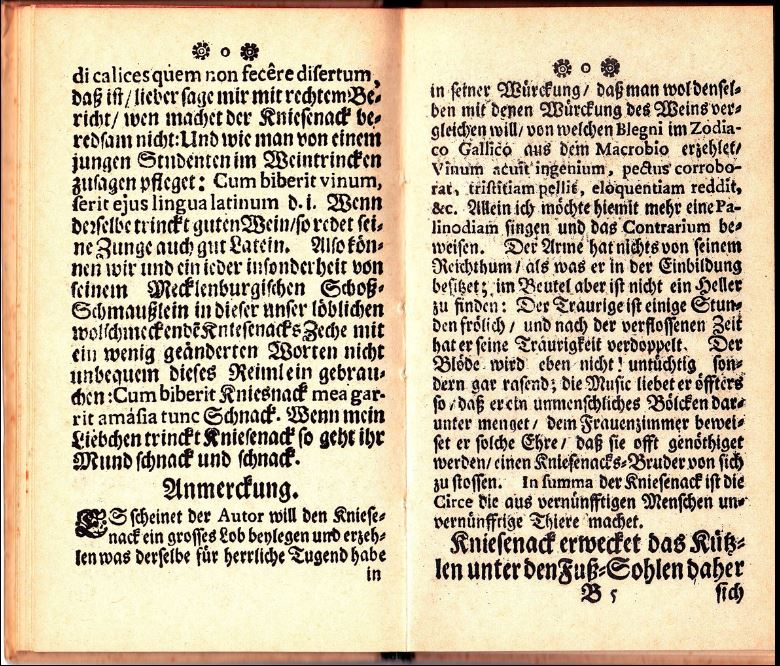 o
di calices quem non fecêre disertum,
daß ist/ lieber sage mir mit rechtem Be-
richt/ wen machet der Kniesenack be-
redsam nicht: Und wie man von einem
jungen Studenten im Weintrincken
zusagen pfleget: Cum biberit vinum,
serit ejus lingua latinum d. i. Wenn
derselbe trinckt guten Wein/ so redet sei-
ne Zunge auch gut Latein. Also kön-
nen wir und ein ieder insonderheit von
seinem Mecklenburgischen Schoß-
Schmaußlein in dieser unser löblichen
wolschmeckendē Kniesenacks Zeche mit
ein wenig geänderten Worten nicht
unbequem dieses Reimlein gebrau-
chen: Cum biberit Kniesnack mea gar-
rit amásia tunc Schnack. Wenn mein
Liebchen trinckt Kniesenack so geht ihr
Mund schnack und schnack.
Anmerckung.
ES scheinet der Autor will den Kniese-
nack ein grosses Lob beylegen und erzeh-
len was derselbe für herrliche Tugend habe
in
o
in seiner Würckung/ daß man wol densel-
ben mit denen Würckung des Weins ver-
gleichen will/ von welchen Blegni im Zodia-
co Gallico aus dem Macrobio erzehlet/
Vinum acuit ingenium, pectus corrobo-
rat, tristitiam pellit, eloquentiam reddit,
&c. Allein ich möchte hiemit mehr eine Pa-
linodiam singen und das Contrarium be-
weisen. Der Arme hat nichts von seinem
Reichthum/ als was er in der Einbildung
besitzet; im Beutel aber ist nicht ein Heller
zu finden: Der Traurige ist einige Stun-
den frölich/ und nach der verflossenen Zeit
hat er seine Traurigkeit verdoppelt. Der
Blöde wird eben nicht! untüchtig son-
dern gar rasend; die Music liebet er öffters
so/ daß er ein unmenschliches Bölcken dar-
unter menget/ dem Frauenzimmer bewei-
set er solche Ehre/ daß sie offt genöthiget
werden/ einen Kniesenacks-Bruder von sich
zu stossen. In summa der Kniesenack ist die
Circe die aus vernünfftigen Menschen un-
vernünfftige Thiere machet.
Kniesenack erwecket das Kütz-
len unter den Fuß-Sohlen daher
B 5 sich